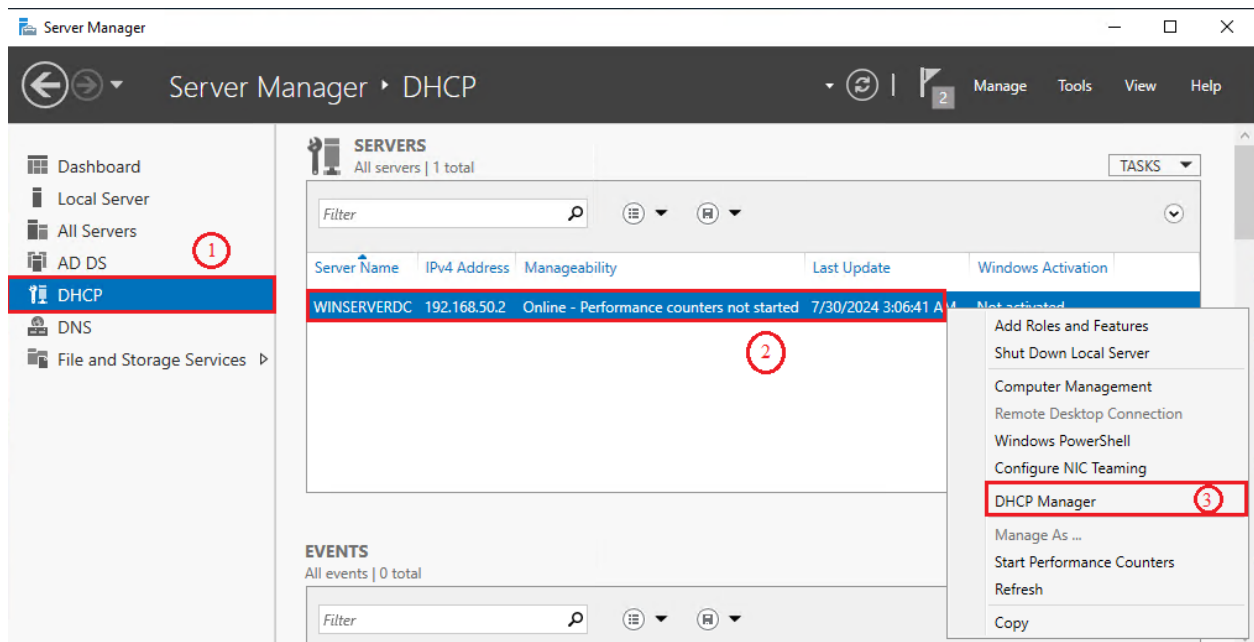 Server Manager
Server Manager ‣ DHCP
2
Manage Tools View Help
Dashboard
Local Server
All Servers
1
AD DS
DHCP
DNS
File and Storage Services
SERVERS
All servers | 1 total
TASKS
Filter
Server Name IPv4 Address Manageability Last Update Windows Activation
WINSERVERDC 192.168.50.2 Online - Performance counters not started 7/30/2024 3:06:41 AM Not activated
2
Add Roles and Features
Shut Down Local Server
Computer Management
Remote Desktop Connection
Windows PowerShell
Configure NIC Teaming
DHCP Manager 3
Manage As ...
Start Performance Counters
Refresh
Copy
EVENTS
All events | 0 total
Filter